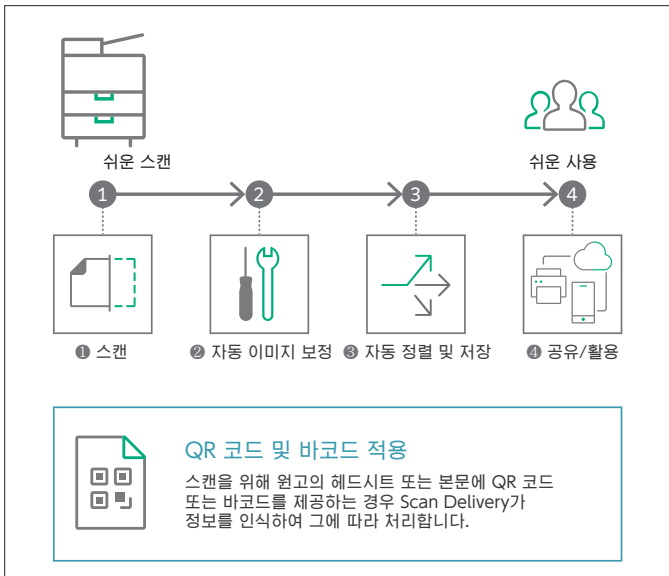 쉬운 스캔
쉬운 사용
1 2 3 4
❶ 스캔 ❷ 자동 이미지 보정 ❸ 자동 정렬 및 저장 ❹ 공유/활용
QR 코드 및 바코드 적용
스캔을 위해 원고의 헤드시트 또는 본문에 QR 코드
또는 바코드를 제공하는 경우 Scan Delivery가
정보를 인식하여 그에 따라 처리합니다.